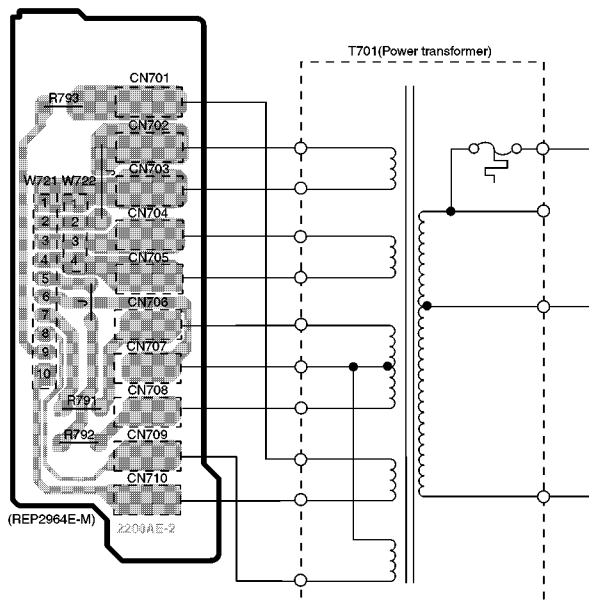 T701(Power transformer)
CN701
R793
CN702
CN703
W721 W722
1 1
CN704
2 2
3 3
CN705
4 4
5
CN706
6
7
CN707
8
9
10
CN708
R791
CN709
R792
CN710
(REP2964E-M)
2200AE-2